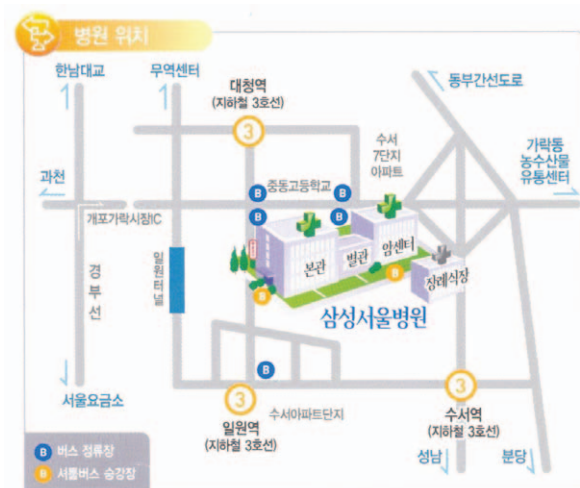 병원 위치
한남대교
무역센터
대청역
(지하철 3호선)
3
동부간선도로
수서
7단지
아파트
가락동
농수산물
유통센터
과천
중동고등학교
B
B
B
B
개포가락시장IC
경부선
일원터널
본관
별관
암센터
장례식장
B
B
삼성서울병원
B
서울요금소
3
수서아파트단지
3
일원역
(지하철 3호선)
수서역
(지하철 3호선)
성남
분당
B 버스 정류장
B 셔틀버스 승강장